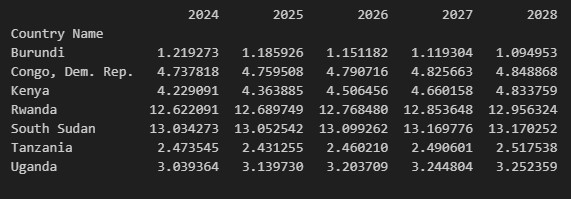 2024 2025 2026 2027 2028
Country Name
Burundi 1.219273 1.185926 1.151182 1.119304 1.094953
Congo, Dem. Rep. 4.737818 4.759508 4.790716 4.825663 4.848868
Kenya 4.229091 4.363885 4.506456 4.660158 4.833759
Rwanda 12.622091 12.689749 12.768480 12.853648 12.956324
South Sudan 13.034273 13.052542 13.099262 13.169776 13.170252
Tanzania 2.473545 2.431255 2.460210 2.490601 2.517538
Uganda 3.039364 3.139730 3.203709 3.244804 3.252359